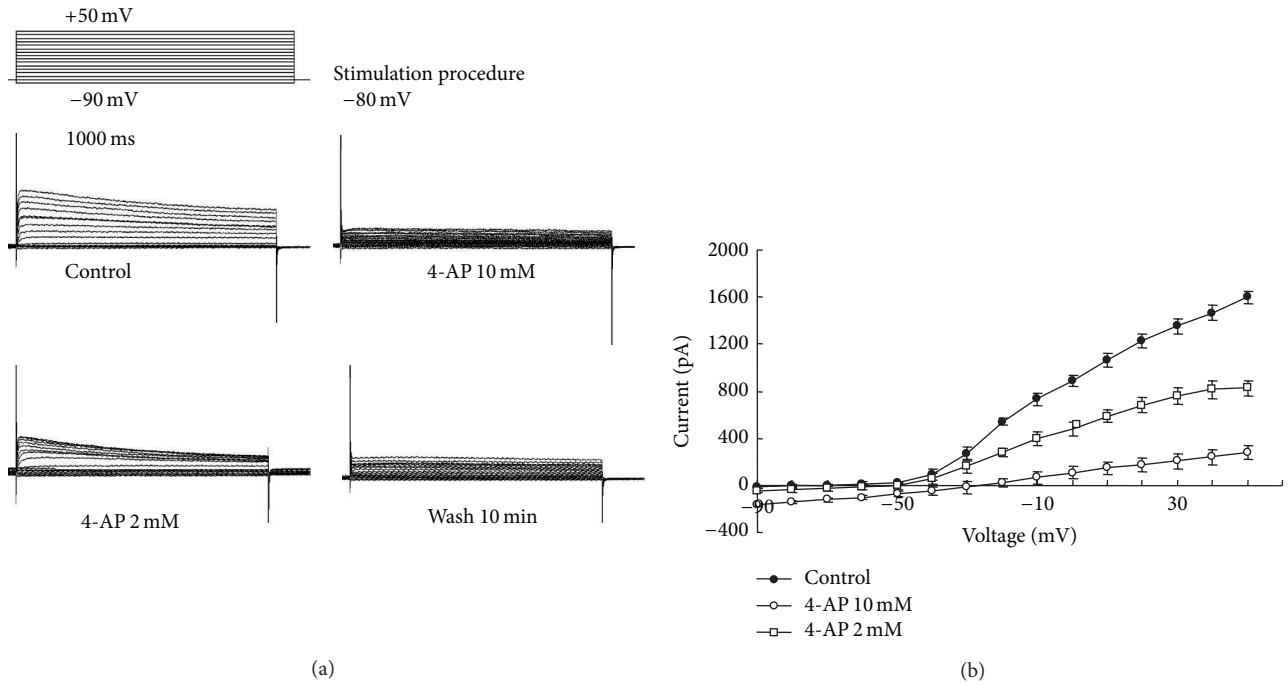 +50 mV
Stimulation procedure
−90 mV
−80 mV
1000 ms
Control
4-AP 10 mM
4-AP 2 mM
Wash 10 min
(a)
2000
1600
1200
800
400
0
−400
Current (pA)
−90
−50
−10
30
Voltage (mV)
Control
4-AP 10 mM
4-AP 2 mM
(b)